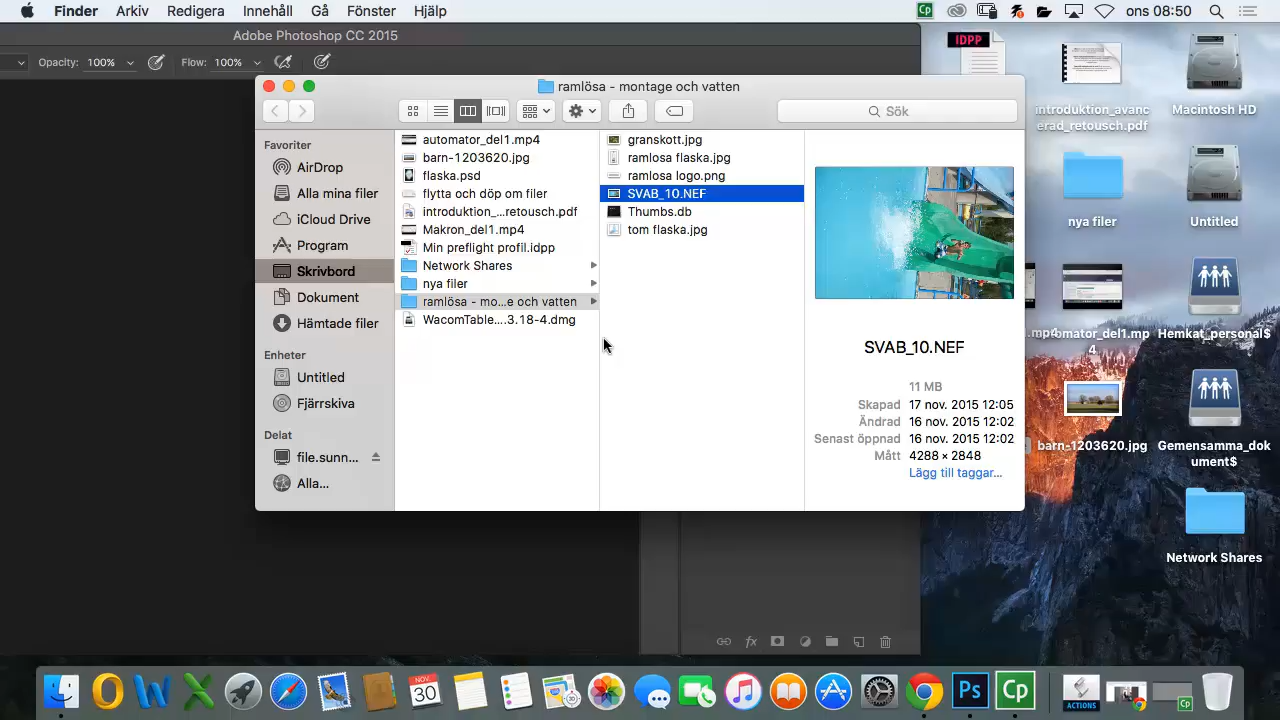 Finder Arkiv Redigera Innehåll Gå Fönster Hjälp
ons 08:50
Adobe Photoshop CC 2015
Opacity: 100% Flow: 100%
ramlösa - montage och vatten
Sök
Favoriter
AirDrop
Alla mina filer
iCloud Drive
Program
Skrivbord
Dokument
Hämtade filer
Enheter
Untitled
Fjärrskiva
Delat
file.sunn...
Alla...
automator_del1.mp4
barn-1203620.jpg
flaska.psd
flytta och döp om filer
introduktion_...retousch.pdf
Makron_del1.mp4
Min preflight profil.idpp
Network Shares
nya filer
ramlösa - mo...e och vatten
WacomTable....3.18-4.dmg
granskott.jpg
ramlosa flaska.jpg
ramlosa logo.png
SVAB_10.NEF
Thumbs.db
tom flaska.jpg
SVAB_10.NEF
11 MB
Skapad 17 nov. 2015 12:05
Ändrad 16 nov. 2015 12:02
Senast öppnad 16 nov. 2015 12:02
Mått 4288 × 2848
Lägg till taggar...
IDPP
introduktion_avanc
erad_retousch.pdf
Macintosh HD
nya filer
Untitled
.mp4
omator_del1.mp
4
Hemkat_personal$
barn-1203620.jpg
Gemensamma_dok
ument$
Network Shares
fx
NOV.
30
Ps
Cp
ACTIONS